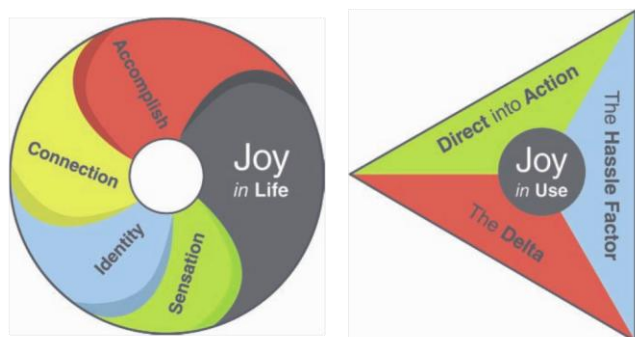 Accomplish
Connection
Identity
Sensation
Joy
in Life
Direct into Action
The Hassle Factor
The Delta
Joy
in Use